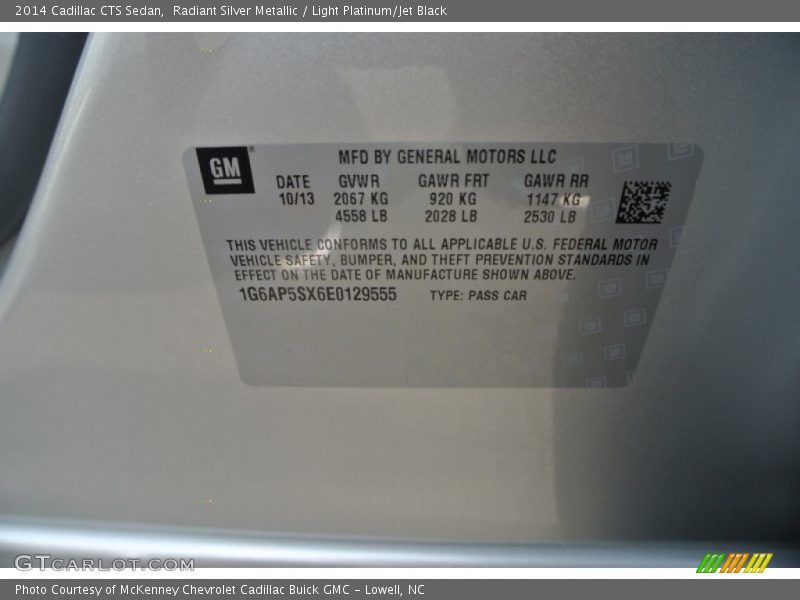 2014 Cadillac CTS Sedan, Radiant Silver Metallic / Light Platinum/Jet Black
GM
MFD BY GENERAL MOTORS LLC
DATE GVWR GAWR FRT GAWR RR
10/13 2067 KG 920 KG 1147 KG
4558 LB 2028 LB 2530 LB
THIS VEHICLE CONFORMS TO ALL APPLICABLE U.S. FEDERAL MOTOR
VEHICLE SAFETY, BUMPER, AND THEFT PREVENTION STANDARDS IN
EFFECT ON THE DATE OF MANUFACTURE SHOWN ABOVE.
1G6AP5SX6E0129555 TYPE: PASS CAR
GTCARLOT.COM
Photo Courtesy of McKenney Chevrolet Cadillac Buick GMC – Lowell, NC